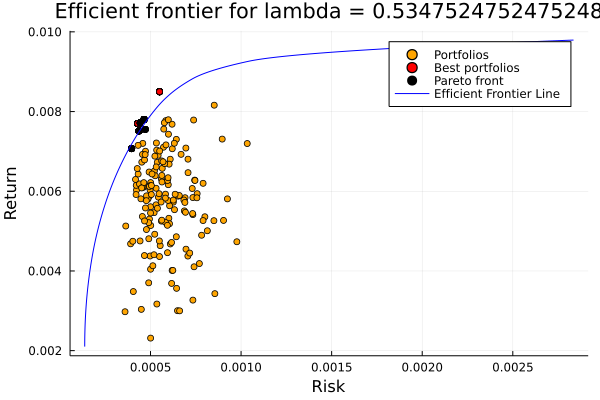 Efficient frontier for lambda = 0.5347524752475248
0.010
0.008
0.006
0.004
0.002
Return
Portfolios
Best portfolios
Pareto front
Efficient Frontier Line
0.0005 0.0010 0.0015 0.0020 0.0025
Risk